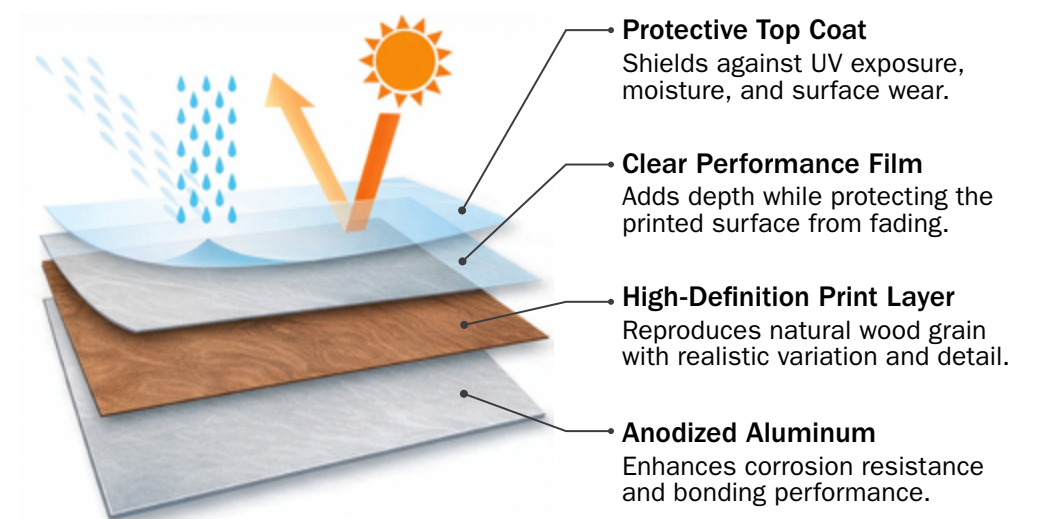 Protective Top Coat
Shields against UV exposure,
moisture, and surface wear.
Clear Performance Film
Adds depth while protecting the
printed surface from fading.
High-Definition Print Layer
Reproduces natural wood grain
with realistic variation and detail.
Anodized Aluminum
Enhances corrosion resistance
and bonding performance.